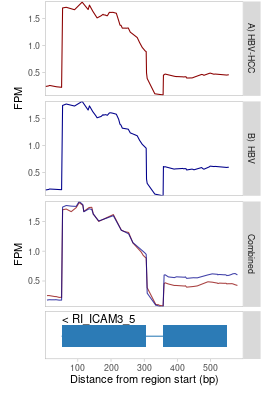 1.5
1.0
0.5
FPM
A) HBV-HCC
1.5
1.0
0.5
B) HBV
1.5
1.0
0.5
FPM
Combined
< RI_ICAM3_5
100 200 300 400 500
Distance from region start (bp)